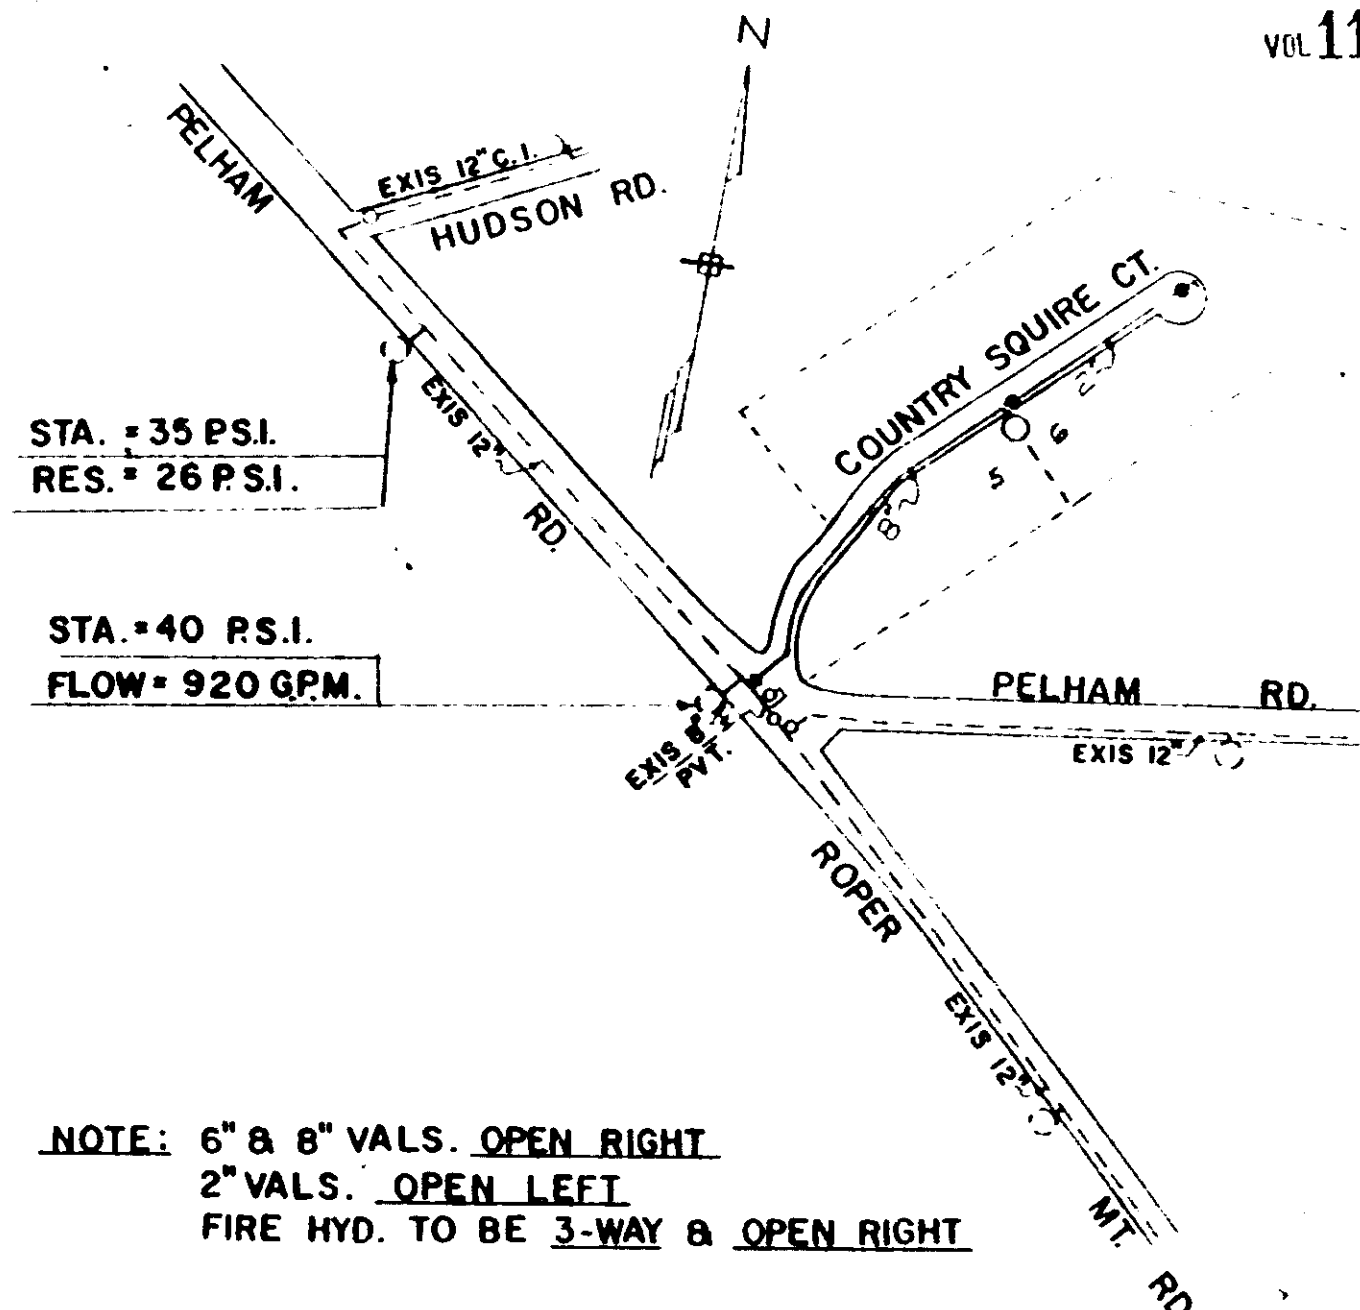 VOL 11
N
PELHAM
EXIS 12" C.I.
HUDSON RD.
COUNTRY SQUIRE CT.
2"
EXIS 12"
STA. = 35 P.S.I.
RES. = 26 P.S.I.
5 6
8"
RD.
STA. = 40 P.S.I.
FLOW = 920 G.P.M.
PELHAM RD.
EXIS 8"
PVT.
EXIS 12"
ROPER
EXIS 12"
NOTE: 6" & 8" VALS. OPEN RIGHT
2" VALS. OPEN LEFT
FIRE HYD. TO BE 3-WAY & OPEN RIGHT
MT.
RD.